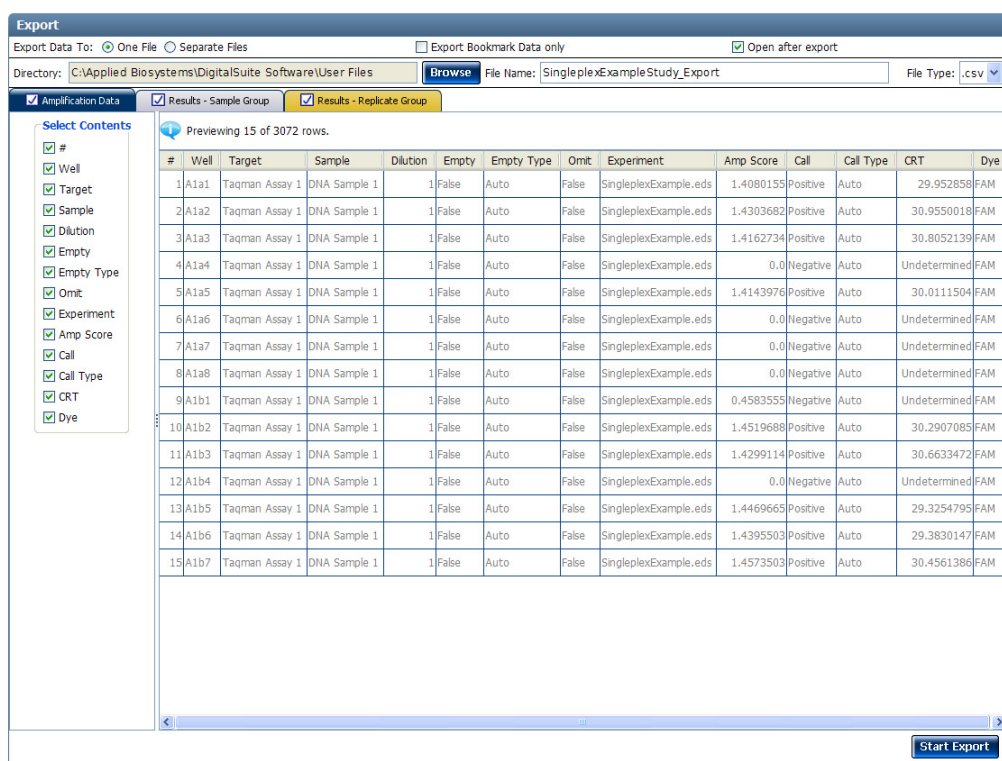 Export
Export Data To: One File Separate Files Export Bookmark Data only Open after export
Directory: C:\Applied Biosystems\DigitalSuite Software\User Files Browse File Name: SingleplexExampleStudy_Export File Type: .csv
Amplification Data Results - Sample Group Results - Replicate Group
Select Contents
#
Well
Target
Sample
Dilution
Empty
Empty Type
Omit
Experiment
Amp Score
Call
Call Type
CRT
Dye
Previewing 15 of 3072 rows.
# Well Target Sample Dilution Empty Empty Type Omit Experiment Amp Score Call Call Type CRT Dye
1 A1a1 Taqman Assay 1 DNA Sample 1 1 False Auto False SingleplexExample.eds 1.4080155 Positive Auto 29.952858 FAM
2 A1a2 Taqman Assay 1 DNA Sample 1 1 False Auto False SingleplexExample.eds 1.4303682 Positive Auto 30.9550018 FAM
3 A1a3 Taqman Assay 1 DNA Sample 1 1 False Auto False SingleplexExample.eds 1.4162734 Positive Auto 30.8052139 FAM
4 A1a4 Taqman Assay 1 DNA Sample 1 1 False Auto False SingleplexExample.eds 0.0 Negative Auto Undetermined FAM
5 A1a5 Taqman Assay 1 DNA Sample 1 1 False Auto False SingleplexExample.eds 1.4143976 Positive Auto 30.0111504 FAM
6 A1a6 Taqman Assay 1 DNA Sample 1 1 False Auto False SingleplexExample.eds 0.0 Negative Auto Undetermined FAM
7 A1a7 Taqman Assay 1 DNA Sample 1 1 False Auto False SingleplexExample.eds 0.0 Negative Auto Undetermined FAM
8 A1a8 Taqman Assay 1 DNA Sample 1 1 False Auto False SingleplexExample.eds 0.0 Negative Auto Undetermined FAM
9 A1b1 Taqman Assay 1 DNA Sample 1 1 False Auto False SingleplexExample.eds 0.4583555 Negative Auto Undetermined FAM
10 A1b2 Taqman Assay 1 DNA Sample 1 1 False Auto False SingleplexExample.eds 1.4519688 Positive Auto 30.2907085 FAM
11 A1b3 Taqman Assay 1 DNA Sample 1 1 False Auto False SingleplexExample.eds 1.4299114 Positive Auto 30.6633472 FAM
12 A1b4 Taqman Assay 1 DNA Sample 1 1 False Auto False SingleplexExample.eds 0.0 Negative Auto Undetermined FAM
13 A1b5 Taqman Assay 1 DNA Sample 1 1 False Auto False SingleplexExample.eds 1.4469665 Positive Auto 29.3254795 FAM
14 A1b6 Taqman Assay 1 DNA Sample 1 1 False Auto False SingleplexExample.eds 1.4395503 Positive Auto 29.3830147 FAM
15 A1b7 Taqman Assay 1 DNA Sample 1 1 False Auto False SingleplexExample.eds 1.4573503 Positive Auto 30.4561386 FAM
Start Export